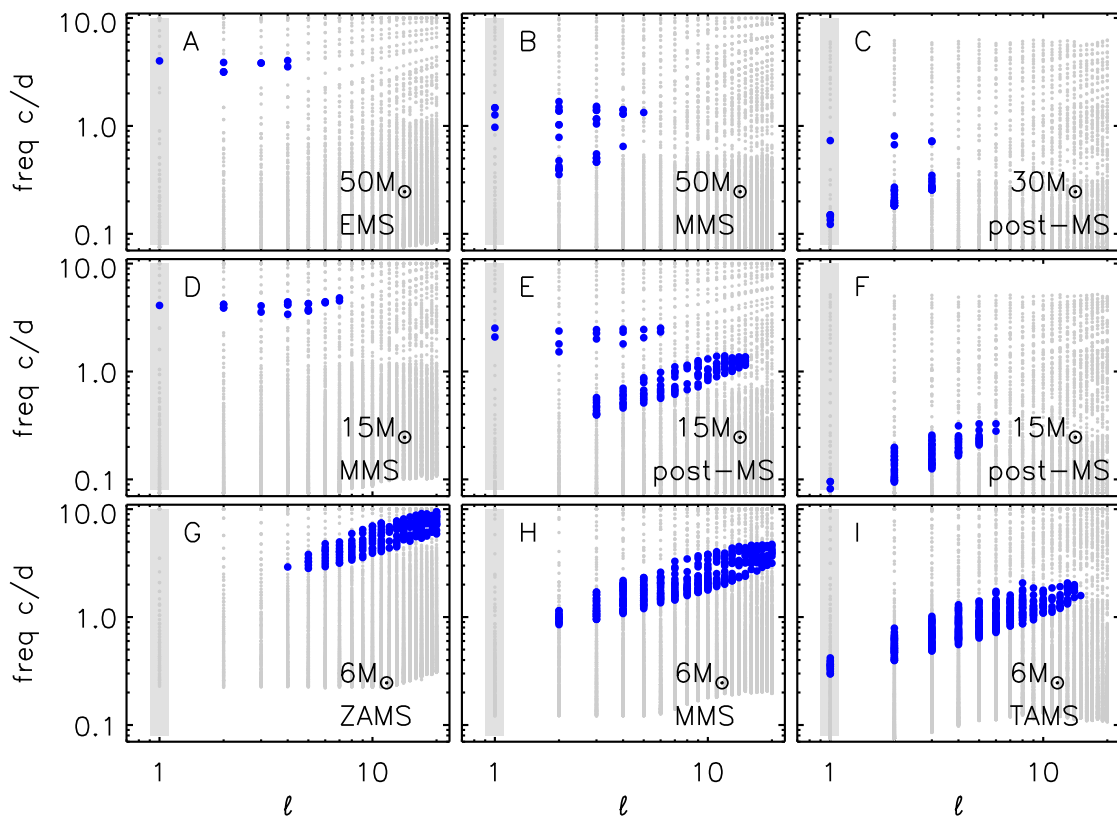 10.0
1.0
0.1
freq c/d
A
50M⊙
EMS
B
50M⊙
MMS
C
30M⊙
post-MS
10.0
1.0
0.1
freq c/d
D
15M⊙
MMS
E
15M⊙
post-MS
F
15M⊙
post-MS
10.0
1.0
0.1
freq c/d
G
6M⊙
ZAMS
H
6M⊙
MMS
I
6M⊙
TAMS
1 10
1 10
1 10
ℓ
ℓ
ℓ